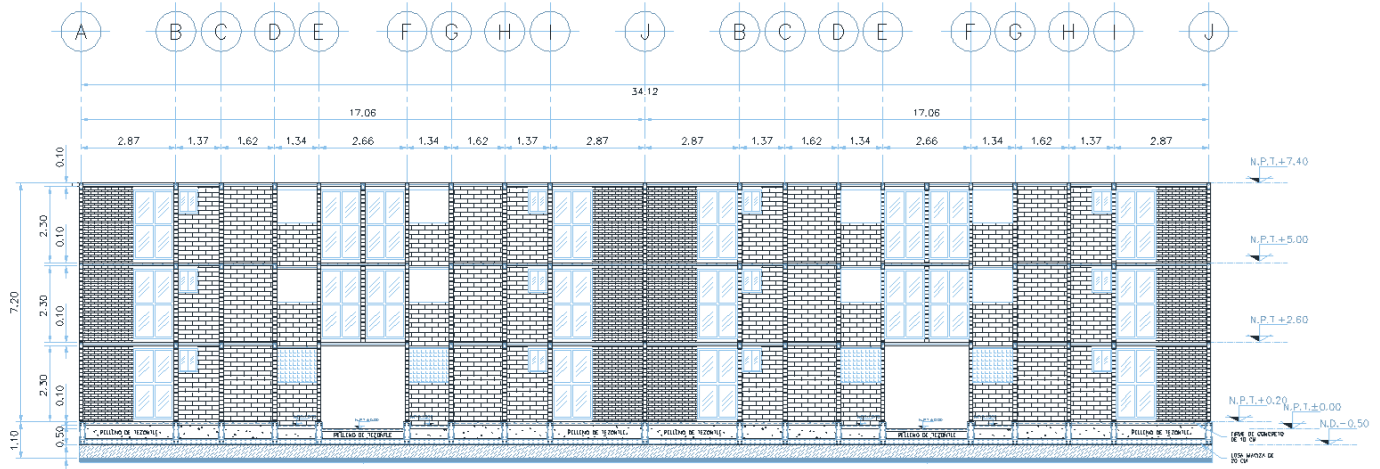 A B C D E F G H I J B C D E F G H I J
34.12
17.06 17.06
2.87 1.37 1.62 1.34 2.66 1.34 1.62 1.37 2.87 2.87 1.37 1.62 1.34 2.66 1.34 1.62 1.37 2.87
0.10
N.P.T.+7.40
2.30
0.10
N.P.T.+5.00
7.20
2.30
0.10
N.P.T.+2.60
2.30
0.10
N.P.T.+0.20
N.P.T.±0.00
N.D.-0.50
1.10
0.50
RELLENO DE TEZONTLE RELLENO DE TEZONTLE RELLENO DE TEZONTLE RELLENO DE TEZONTLE RELLENO DE TEZONTLE RELLENO DE TEZONTLE
FIRME DE CONCRETO
DE 10 CM
LOSA MACIZA DE
20 CM